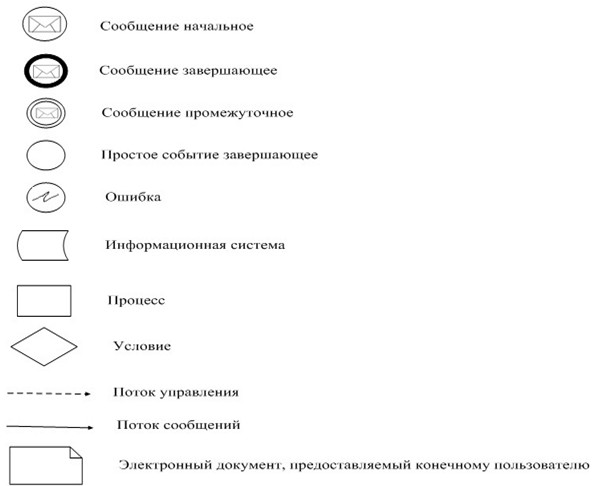 Сообщение начальное
Сообщение завершающее
Сообщение промежуточное
Простое событие завершающее
Ошибка
Информационная система
Процесс
Условие
Поток управления
Поток сообщений
Электронный документ, предоставляемый конечному пользователю